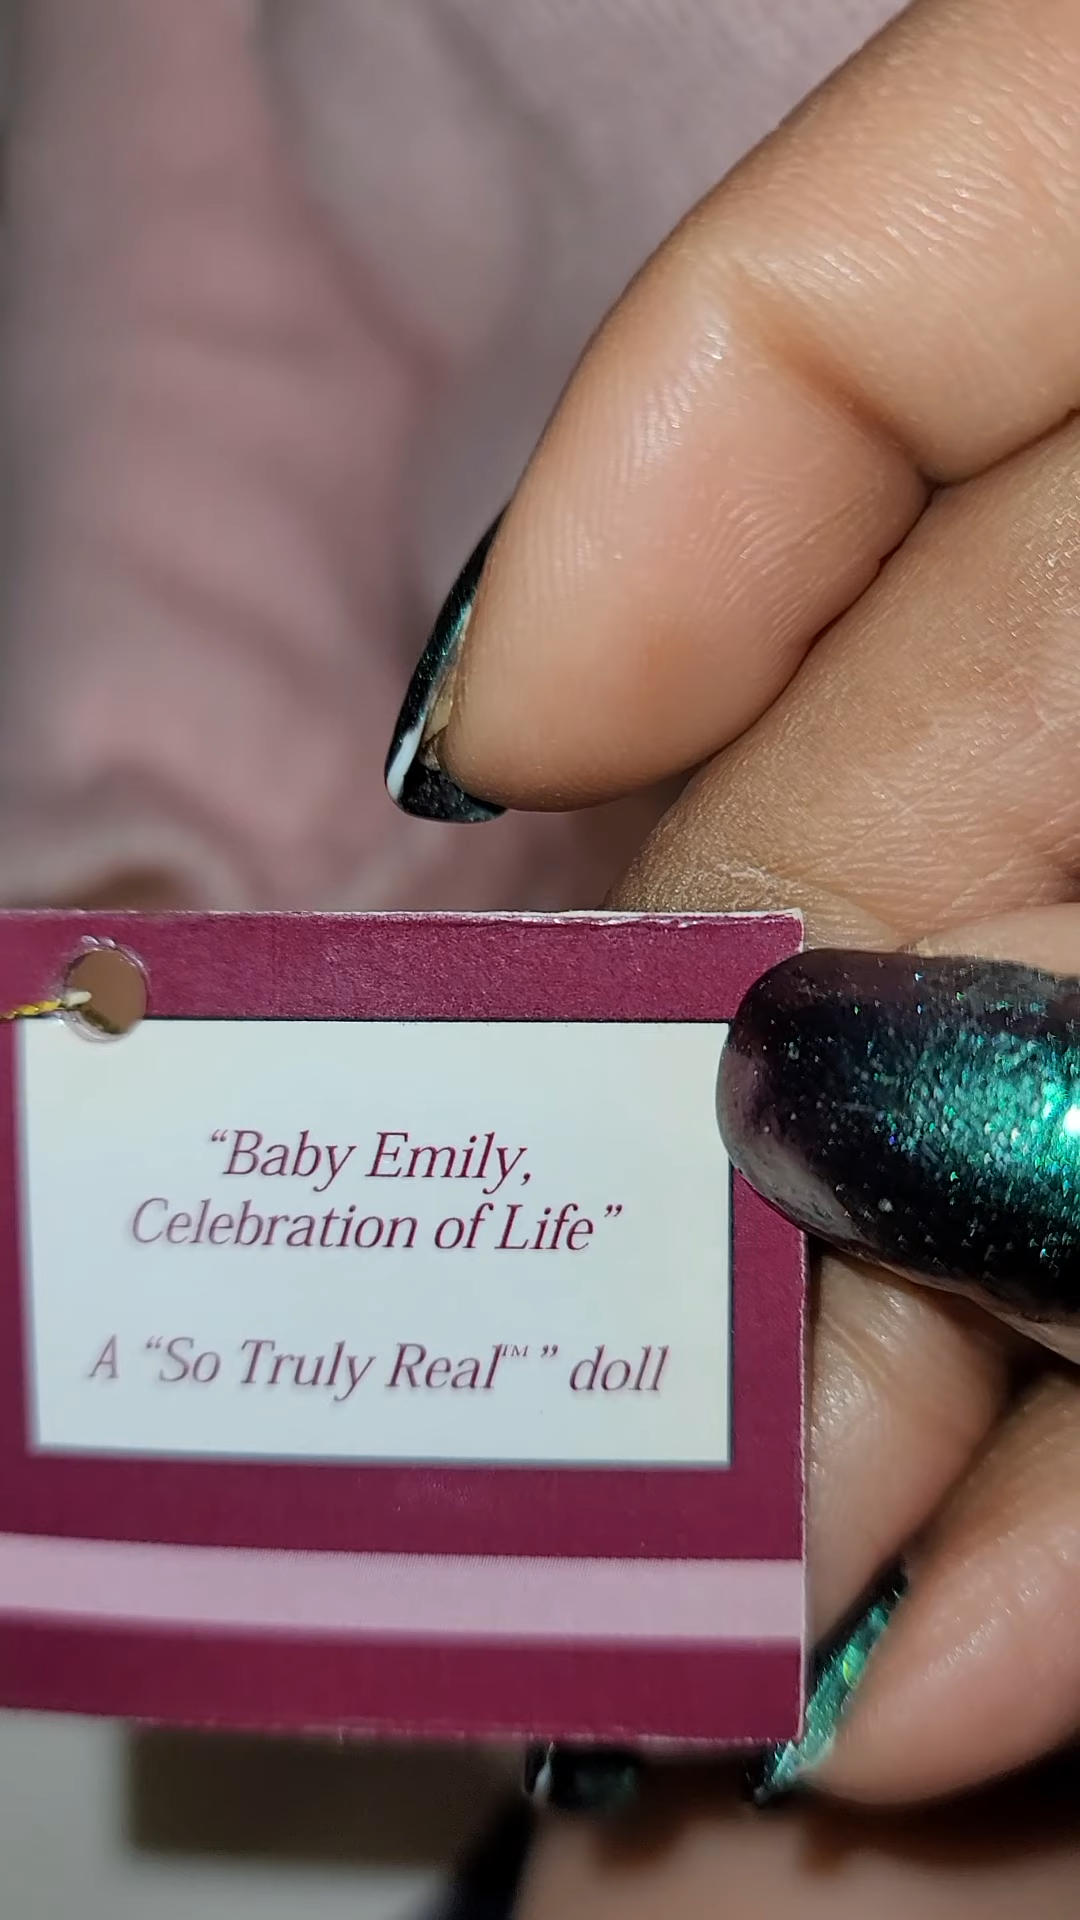 “Baby Emily,
Celebration of Life”
A “So Truly Real™” doll